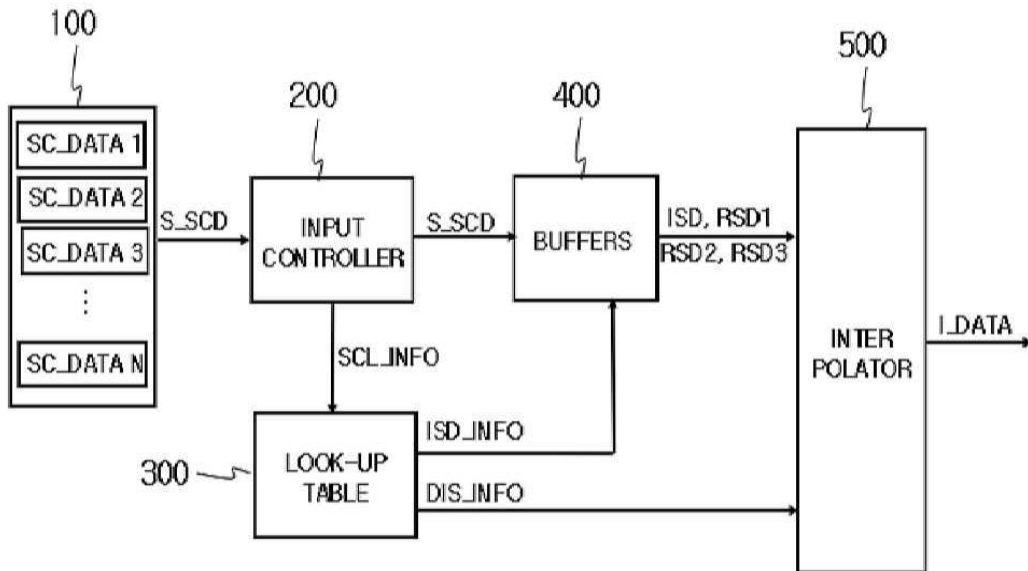 100
200
400
500
SC_DATA 1
SC_DATA 2
SC_DATA 3
SC_DATA N
S_SCD
INPUT
CONTROLLER
S_SCD
BUFFERS
ISD, RSD1
RSD2, RSD3
INTER
POLATOR
I_DATA
SCL_INFO
300
LOOK-UP
TABLE
ISD_INFO
DIS_INFO